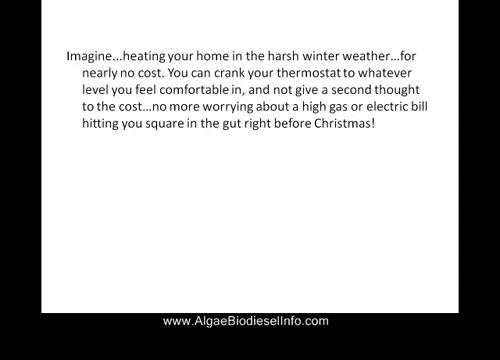 Imagine...heating your home in the harsh winter weather...for
nearly no cost. You can crank your thermostat to whatever
level you feel comfortable in, and not give a second thought
to the cost...no more worrying about a high gas or electric bill
hitting you square in the gut right before Christmas!
www.AlgaeBiodieselInfo.com